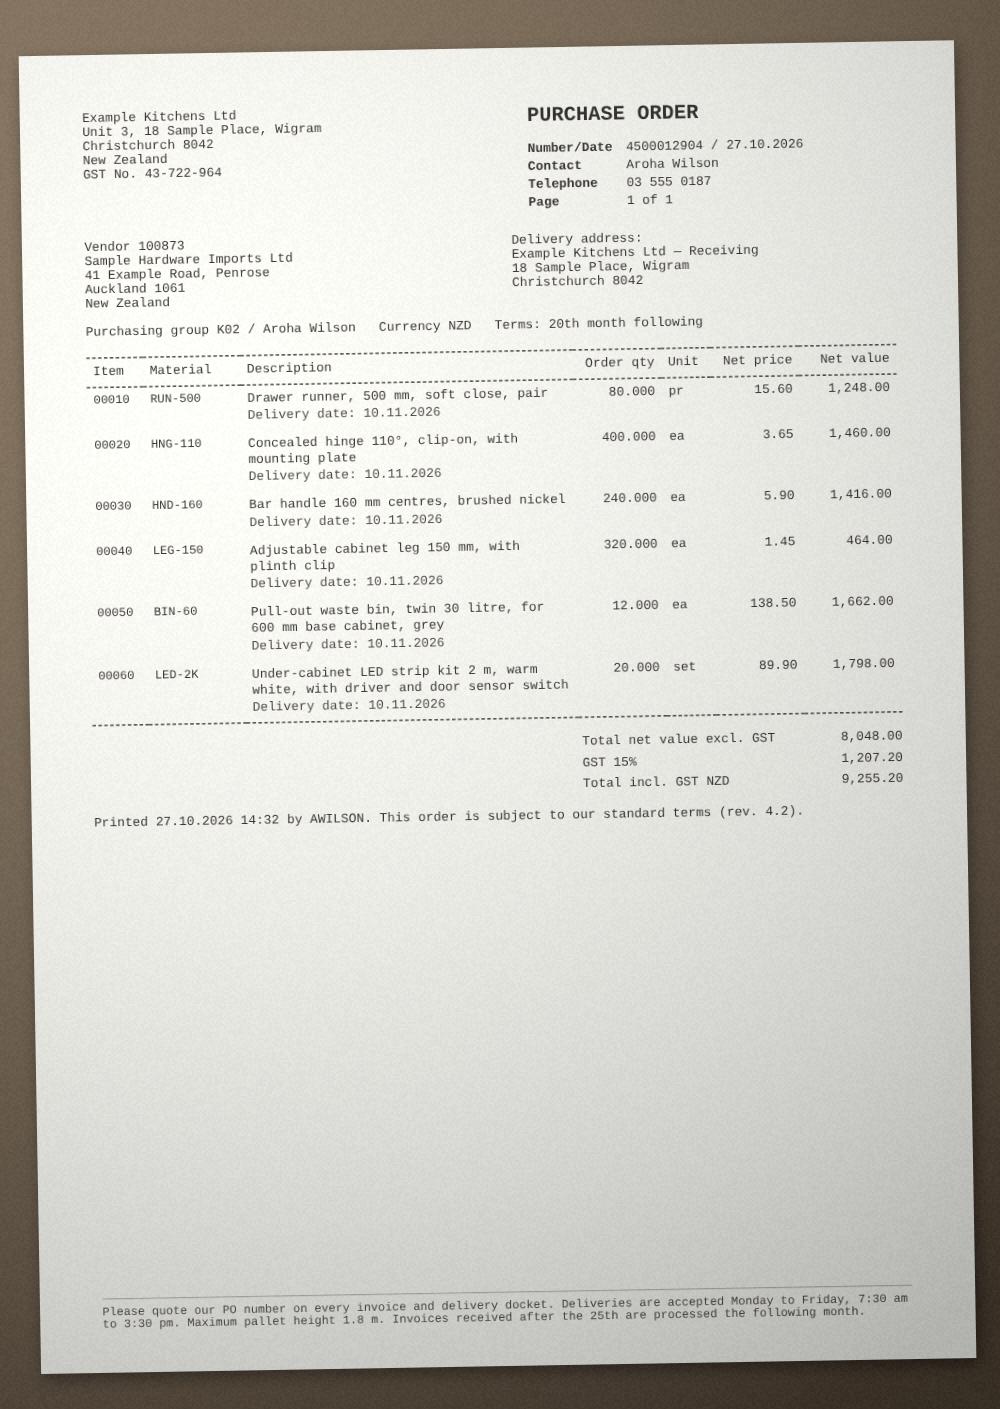 Example Kitchens Ltd
Unit 3, 18 Sample Place, Wigram
Christchurch 8042
New Zealand
GST No. 43-722-964
PURCHASE ORDER
Number/Date 4500012904 / 27.10.2026
Contact Aroha Wilson
Telephone 03 555 0187
Page 1 of 1
Vendor 100873
Sample Hardware Imports Ltd
41 Example Road, Penrose
Auckland 1061
New Zealand
Delivery address:
Example Kitchens Ltd — Receiving
18 Sample Place, Wigram
Christchurch 8042
Purchasing group K02 / Aroha Wilson Currency NZD Terms: 20th month following
Item Material Description Order qty Unit Net price Net value
00010 RUN-500 Drawer runner, 500 mm, soft close, pair 80.000 pr 15.60 1,248.00
Delivery date: 10.11.2026
00020 HNG-110 Concealed hinge 110°, clip-on, with 400.000 ea 3.65 1,460.00
mounting plate
Delivery date: 10.11.2026
00030 HND-160 Bar handle 160 mm centres, brushed nickel 240.000 ea 5.90 1,416.00
Delivery date: 10.11.2026
00040 LEG-150 Adjustable cabinet leg 150 mm, with 320.000 ea 1.45 464.00
plinth clip
Delivery date: 10.11.2026
00050 BIN-60 Pull-out waste bin, twin 30 litre, for 12.000 ea 138.50 1,662.00
600 mm base cabinet, grey
Delivery date: 10.11.2026
00060 LED-2K Under-cabinet LED strip kit 2 m, warm 20.000 set 89.90 1,798.00
white, with driver and door sensor switch
Delivery date: 10.11.2026
Total net value excl. GST 8,048.00
GST 15% 1,207.20
Total incl. GST NZD 9,255.20
Printed 27.10.2026 14:32 by AWILSON. This order is subject to our standard terms (rev. 4.2).
Please quote our PO number on every invoice and delivery docket. Deliveries are accepted Monday to Friday, 7:30 am
to 3:30 pm. Maximum pallet height 1.8 m. Invoices received after the 25th are processed the following month.